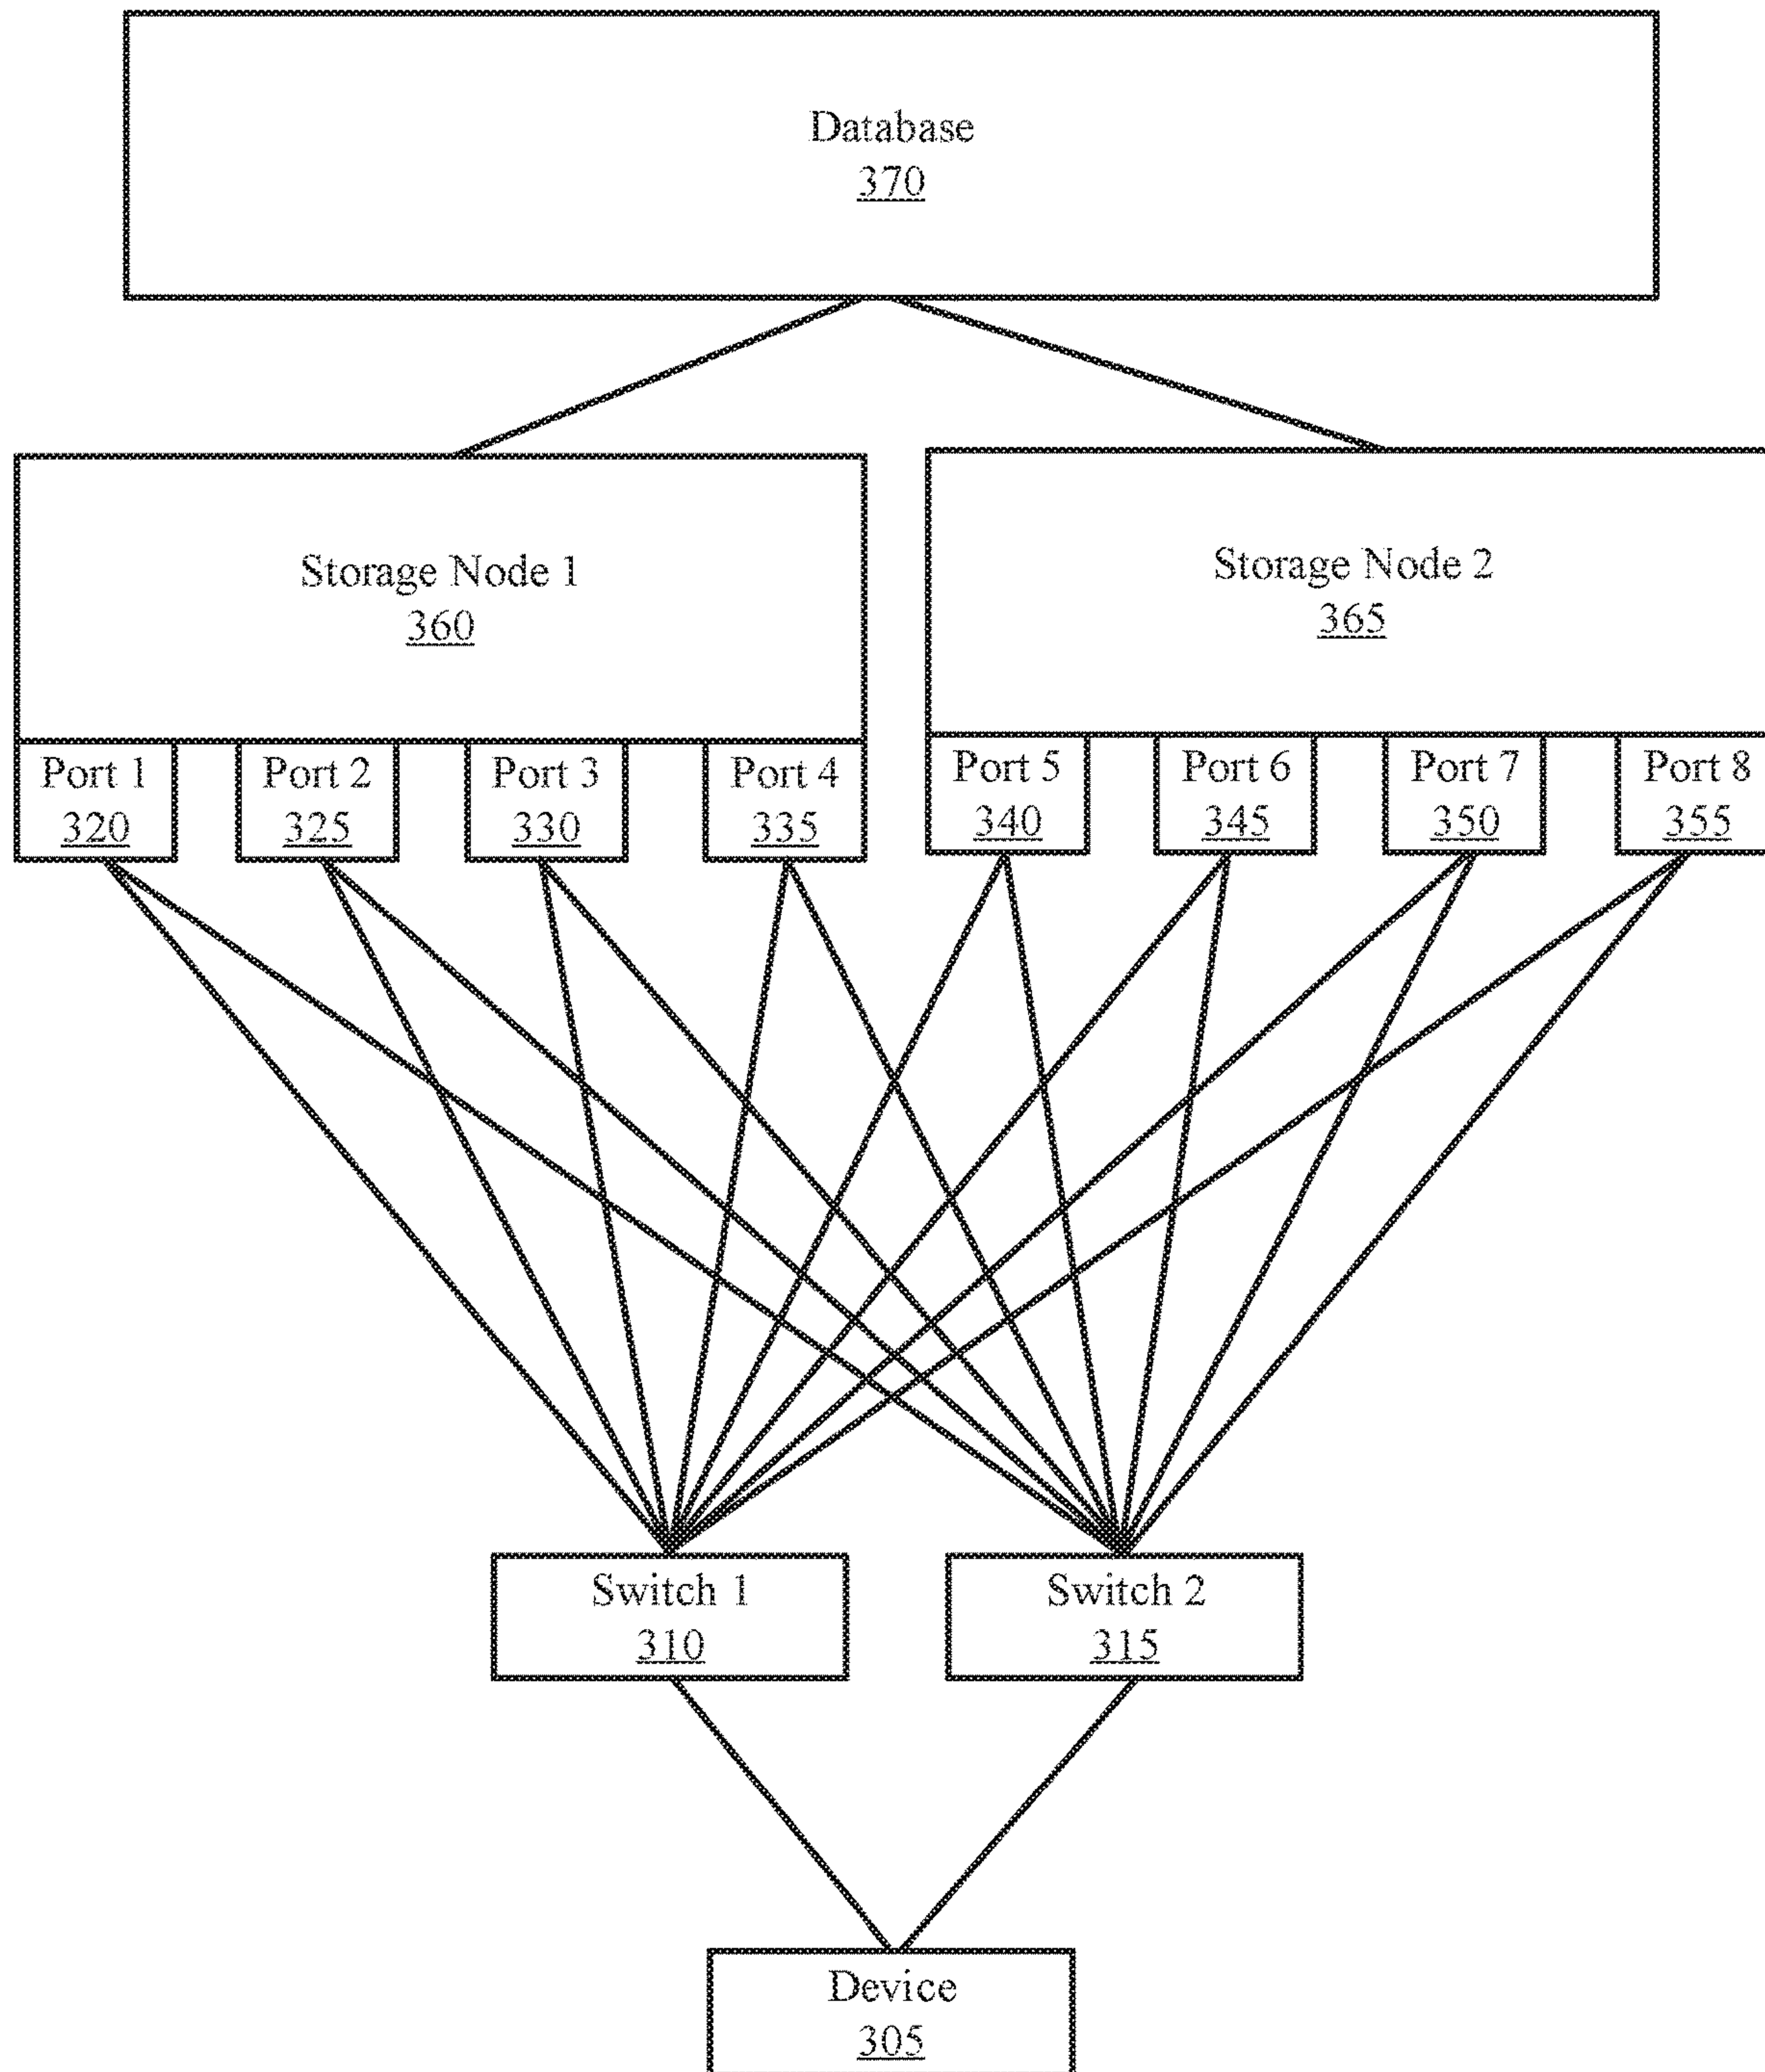 Database
370
Storage Node 1
360
Storage Node 2
365
Port 1
320
Port 2
325
Port 3
330
Port 4
335
Port 5
340
Port 6
345
Port 7
350
Port 8
355
Switch 1
310
Switch 2
315
Device
305